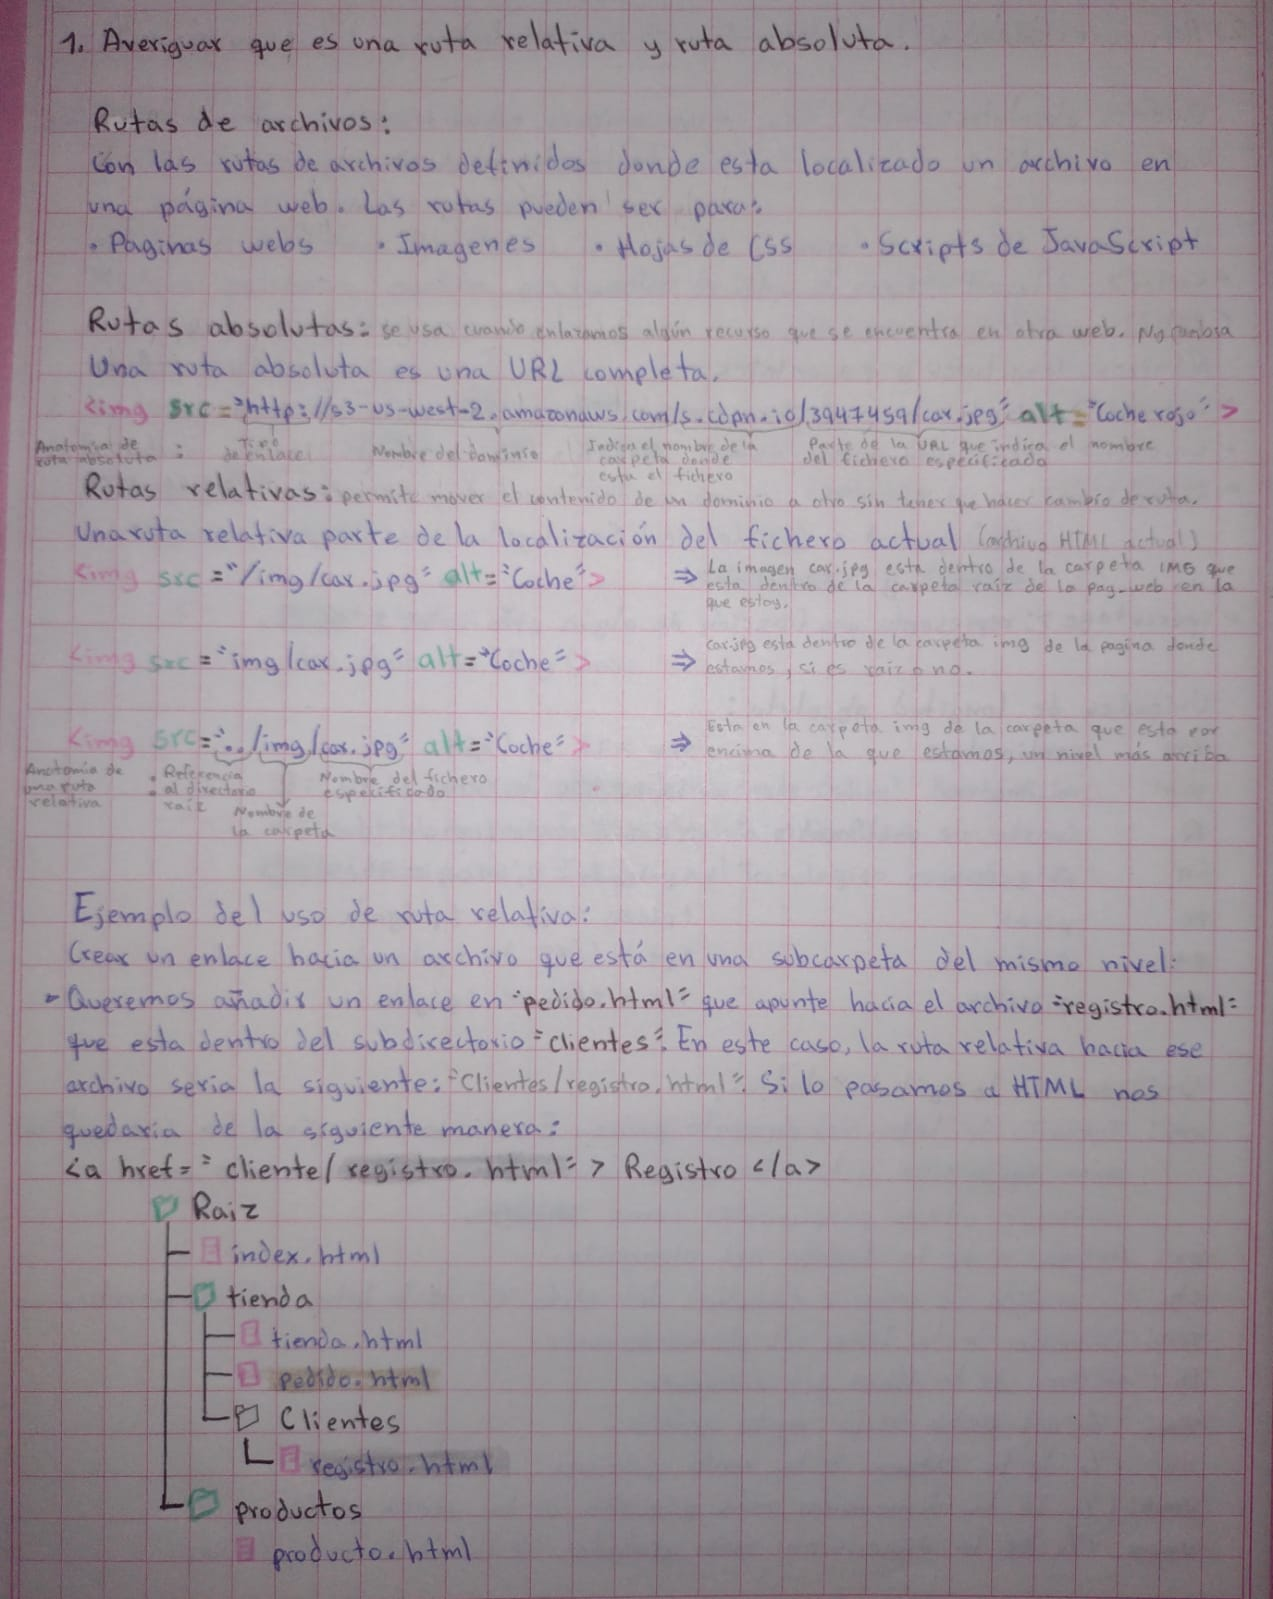 1. Averiguar que es una ruta relativa y ruta absoluta.
Rutas de archivos:
Con las rutas de archivos definidos donde esta localizado un archivo en
una página web. Las rutas pueden ser para:
• Paginas webs • Imagenes • Hojas de CSS • Scripts de JavaScript
Rutas absolutas: se usa cuando enlazamos algún recurso que se encuentra en otra web. No cambia
Una ruta absoluta es una URL completa.
<img src="http://s3-us-west-2.amazonaws.com/s.cdpn.io/3947459/car.jpg" alt="Coche rojo">
Anatomia de ruta absoluta :
Tipo de enlace
Nombre del dominio
Indica el nombre de la carpeta donde esta el fichero
Parte de la URL que indica el nombre del fichero especificado
Rutas relativas: permite mover el contenido de un dominio a otro sin tener que hacer cambio de ruta.
Una ruta relativa parte de la localización del fichero actual (archivo HTML actual)
<img src="/img/car.jpg" alt="Coche"> ⇒ La imagen car.jpg esta dentro de la carpeta IMG que
esta dentro de la carpeta raíz de la pag. web en la
que estoy.
<img src="img/car.jpg" alt="Coche"> ⇒ car.jpg esta dentro de la carpeta img de la pagina donde
estamos, si es raiz o no.
<img src="../img/car.jpg" alt="Coche"> ⇒ Esta en la carpeta img de la carpeta que esta por
encima de la que estamos, un nivel más arriba
Anatomia de una ruta relativa :
Referencia al directorio raiz
Nombre de la carpeta
Nombre del fichero especificado
Ejemplo del uso de ruta relativa:
Crear un enlace hacia un archivo que está en una subcarpeta del mismo nivel:
- Queremos añadir un enlace en "pedido.html" que apunte hacia el archivo "registro.html"
que esta dentro del subdirectorio "clientes". En este caso, la ruta relativa hacia ese
archivo seria la siguiente: "Clientes/registro.html". Si lo pasamos a HTML nos
quedaria de la siguiente manera:
<a href="cliente/registro.html"> Registro </a>
Raiz
index.html
tienda
tienda.html
pedido.html
Clientes
registro.html
productos
producto.html